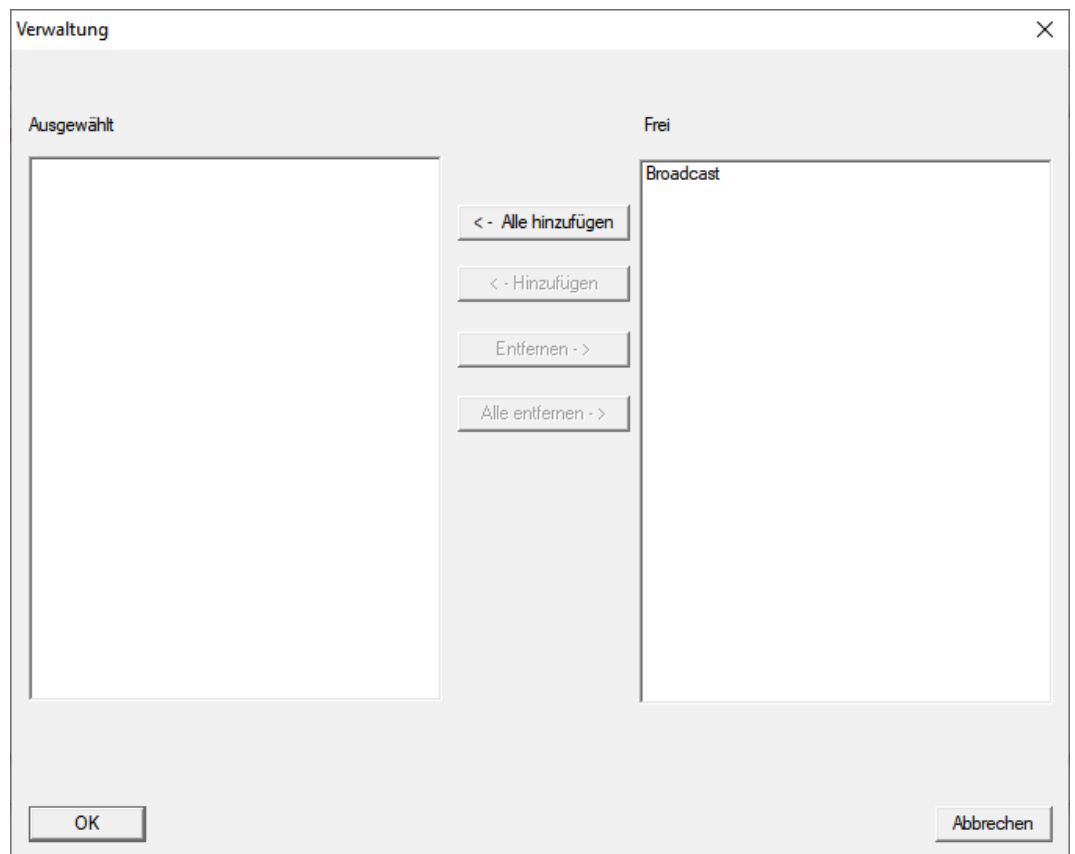 Verwaltung
Ausgewählt
Frei
Broadcast
< - Alle hinzufügen
< - Hinzufügen
Entfernen - >
Alle entfernen - >
OK
Abbrechen